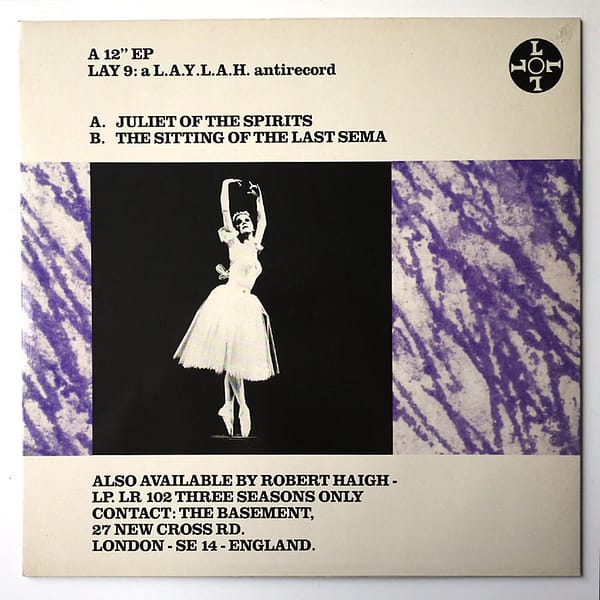 A 12" EP
LAY 9: a L.A.Y.L.A.H. antirecord
L
L L
L
A. JULIET OF THE SPIRITS
B. THE SITTING OF THE LAST SEMA
ALSO AVAILABLE BY ROBERT HAIGH -
LP. LR 102 THREE SEASONS ONLY
CONTACT: THE BASEMENT,
27 NEW CROSS RD.
LONDON - SE 14 - ENGLAND.